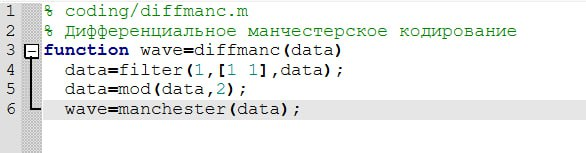 1 % coding/diffmanc.m
2 % Дифференциальное манчестерское кодирование
3 function wave=diffmanc(data)
4 data=filter(1,[1 1],data);
5 data=mod(data,2);
6 wave=manchester(data);